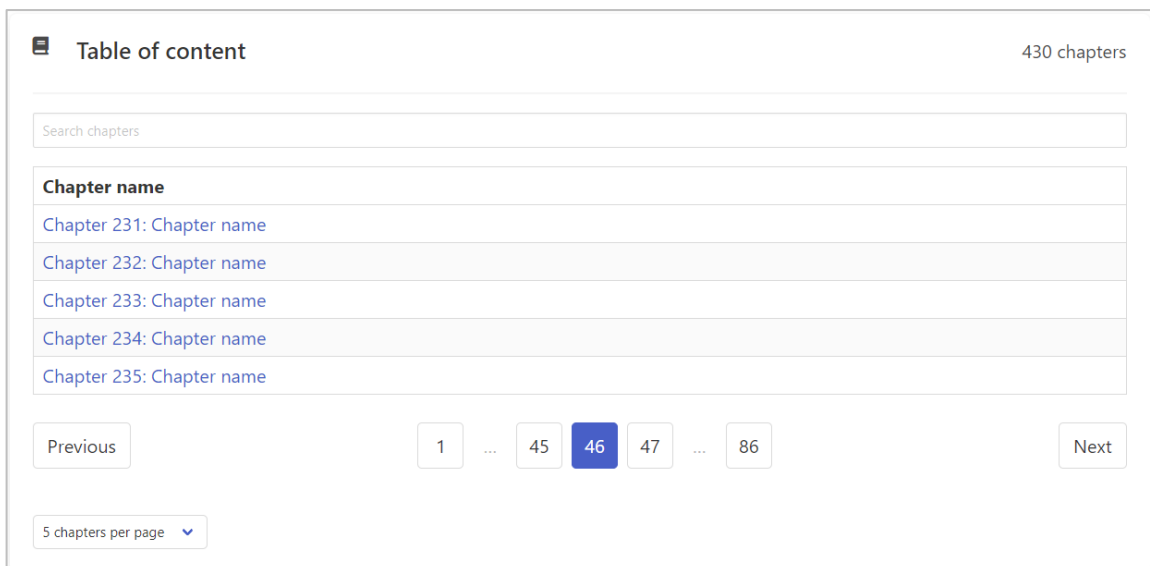 Table of content
430 chapters
Search chapters
Chapter name
Chapter 231: Chapter name
Chapter 232: Chapter name
Chapter 233: Chapter name
Chapter 234: Chapter name
Chapter 235: Chapter name
Previous 1 ... 45 46 47 ... 86 Next
5 chapters per page